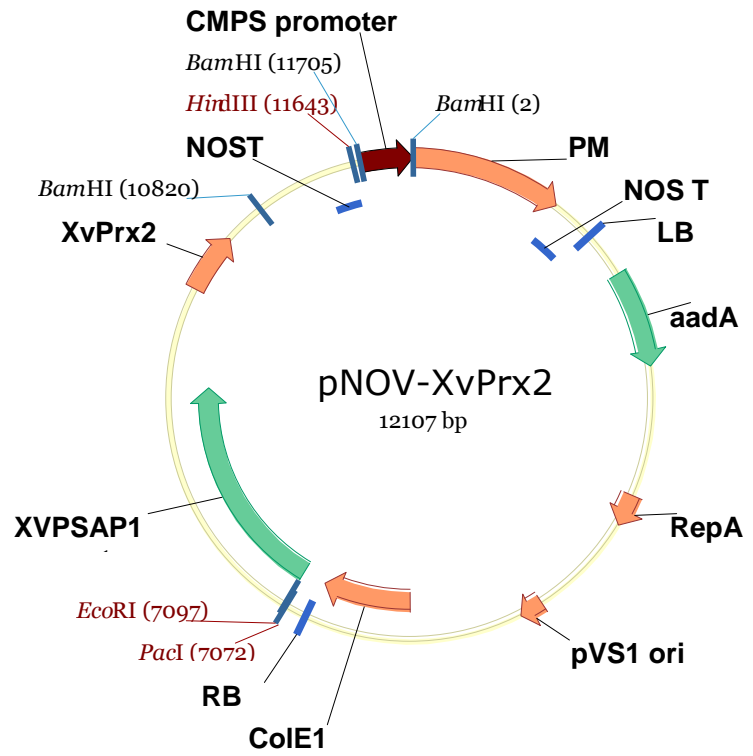 CMPS promoter
BamHI (11705)
HindIII (11643)
BamHI (2)
NOST
PM
NOS T
BamHI (10820)
LB
XvPrx2
aadA
pNOV-XvPrx2
12107 bp
XVPSAP1
RepA
EcoRI (7097)
PacI (7072)
pVS1 ori
RB
ColE1